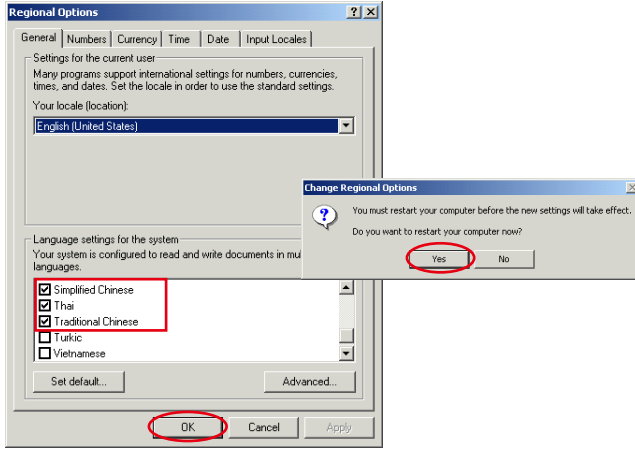 Regional Options
General Numbers Currency Time Date Input Locales
Settings for the current user
Many programs support international settings for numbers, currencies,
times, and dates. Set the locale in order to use the standard settings.
Your locale (location):
English (United States)
Change Regional Options
You must restart your computer before the new settings will take effect.
Do you want to restart your computer now?
Yes No
Language settings for the system
Your system is configured to read and write documents in mul
languages.
Simplified Chinese
Thai
Traditional Chinese
Turkic
Vietnamese
Set default... Advanced...
OK Cancel Apply